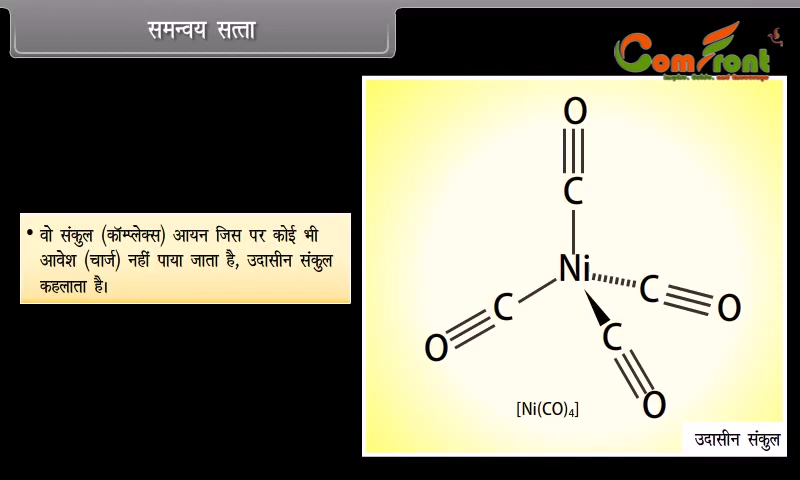 समन्वय सत्ता
ComFront
• वो संकुल (कॉम्प्लेक्स) आयन जिस पर कोई भी
आवेश (चार्ज) नहीं पाया जाता है, उदासीन संकुल
कहलाता है।
O
C
Ni
C
C
O
O
C
O
[Ni(CO)₄]
उदासीन संकुल